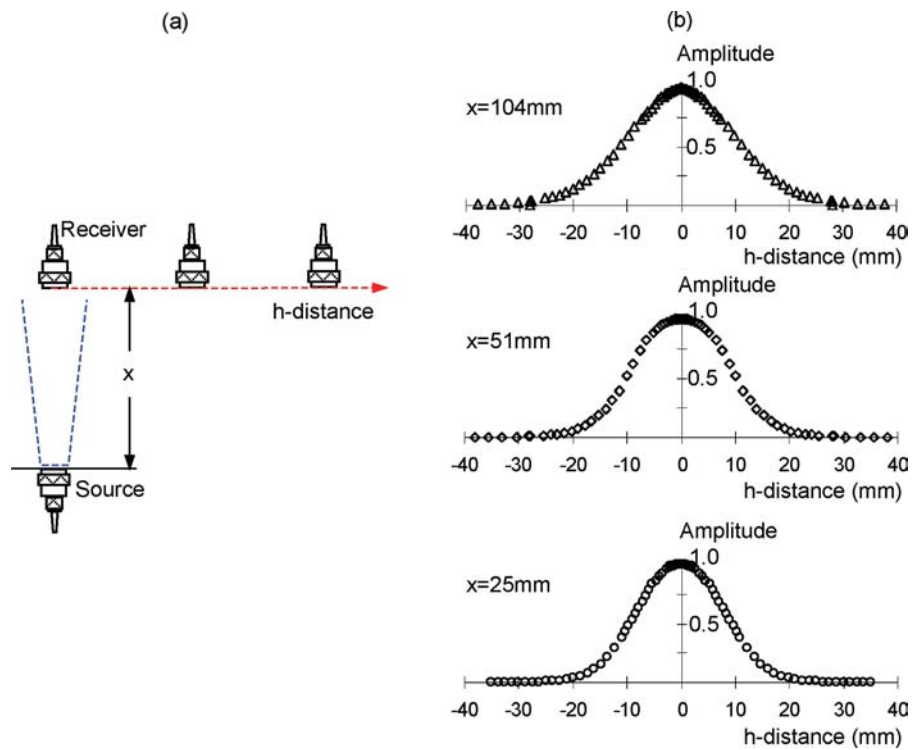 (a)
Receiver
h-distance
x
Source
(b)
Amplitude
x=104mm
1.0
0.5
-40 -30 -20 -10 0 10 20 30 40
h-distance (mm)
Amplitude
x=51mm
1.0
0.5
-40 -30 -20 -10 0 10 20 30 40
h-distance (mm)
Amplitude
x=25mm
1.0
0.5
-40 -30 -20 -10 0 10 20 30 40
h-distance (mm)